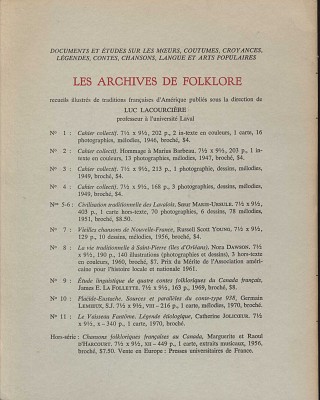 DOCUMENTS ET ÉTUDES SUR LES MŒURS, COUTUMES, CROYANCES,
LÉGENDES, CONTES, CHANSONS, LANGUE ET ARTS POPULAIRES
LES ARCHIVES DE FOLKLORE
recueils illustrés de traditions françaises d'Amérique publiés sous la direction de
LUC LACOURCIÈRE
professeur à l'université Laval
N° 1 : Cahier collectif. 7½ x 9½, 202 p., 2 in-texte en couleurs, 1 carte, 16
photographies, mélodies, 1946, broché, $4.
N° 2 : Cahier collectif. Hommage à Marius Barbeau. 7½ x 9½, 203 p., 1 in-
texte en couleurs, 13 photographies, mélodies, 1947, broché, $4.
N° 3 : Cahier collectif. 7½ x 9½, 213 p., 1 photographie, dessins, mélodies,
1949, broché, $4.
N° 4 : Cahier collectif, 7½ x 9½, 168 p., 3 photographies, dessins, mélodies,
1949, broché, $4.
Nos 5-6 : Civilisation traditionnelle des Lavalois. Sœur MARIE-URSULE, 7½ x 9½,
403 p., 1 carte hors-texte, 70 photographies, 6 dessins, 78 mélodies,
1951, broché, $8.50.
N° 7 : Vieilles chansons de Nouvelle-France, Russell Scott YOUNG, 7½ x 9½,
129 p., 10 dessins, mélodies, 1956, broché, $4.
N° 8 : La vie traditionnelle à Saint-Pierre (Ile d'Orléans), Nora DAWSON. 7½
x 9½, 190 p., 140 illustrations (photographies et dessins), 3 hors-texte
en couleurs, 1960, broché, $7. Prix du Mérite de l'Association améri-
caine pour l'histoire locale et nationale 1961.
N° 9 : Étude linguistique de quatre contes folkloriques du Canada français,
James E. LA FOLLETTE, 7½ x 9½, 163 p., 1969, broché, $8.
N° 10 : Placide-Eustache. Sources et parallèles du conte-type 938, Germain
LEMIEUX, S.J. 7½ x 9½, VIII - 216 p., 1 carte, 1970, mélodies, broché,
N° 11 : Le Vaisseau Fantôme. Légende étiologique, Catherine JOLICŒUR, 7½
x 9½, x - 340 p., 1 carte, 1970, broché.
Hors-série : Chansons folkloriques françaises au Canada, Marguerite et Raoul
d'HARCOURT. 7½ x 9½, XII - 449 p., 1 carte, extraits musicaux, 1956,
broché, $7.50. Vente en Europe : Presses universitaires de France.